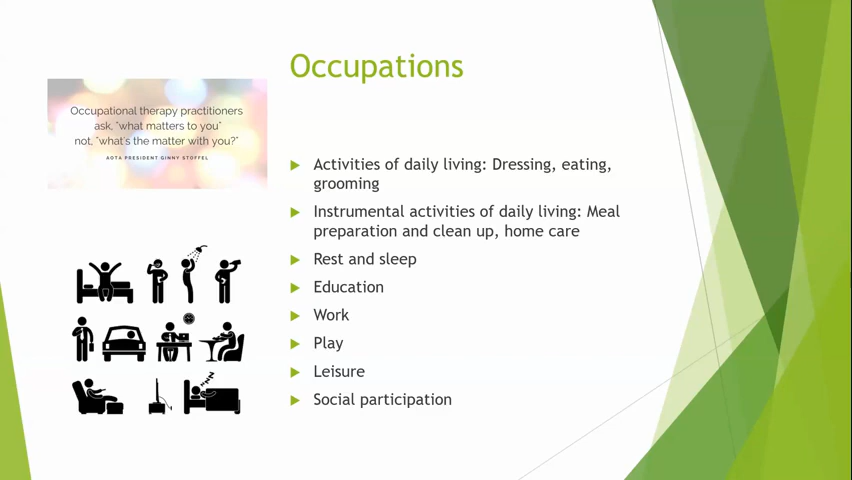 Occupations
Occupational therapy practitioners
ask, "what matters to you"
not, "what's the matter with you?"
AOTA PRESIDENT GINNY STOFFEL
Activities of daily living: Dressing, eating,
grooming
Instrumental activities of daily living: Meal
preparation and clean up, home care
Rest and sleep
Education
Work
Play
Leisure
Social participation